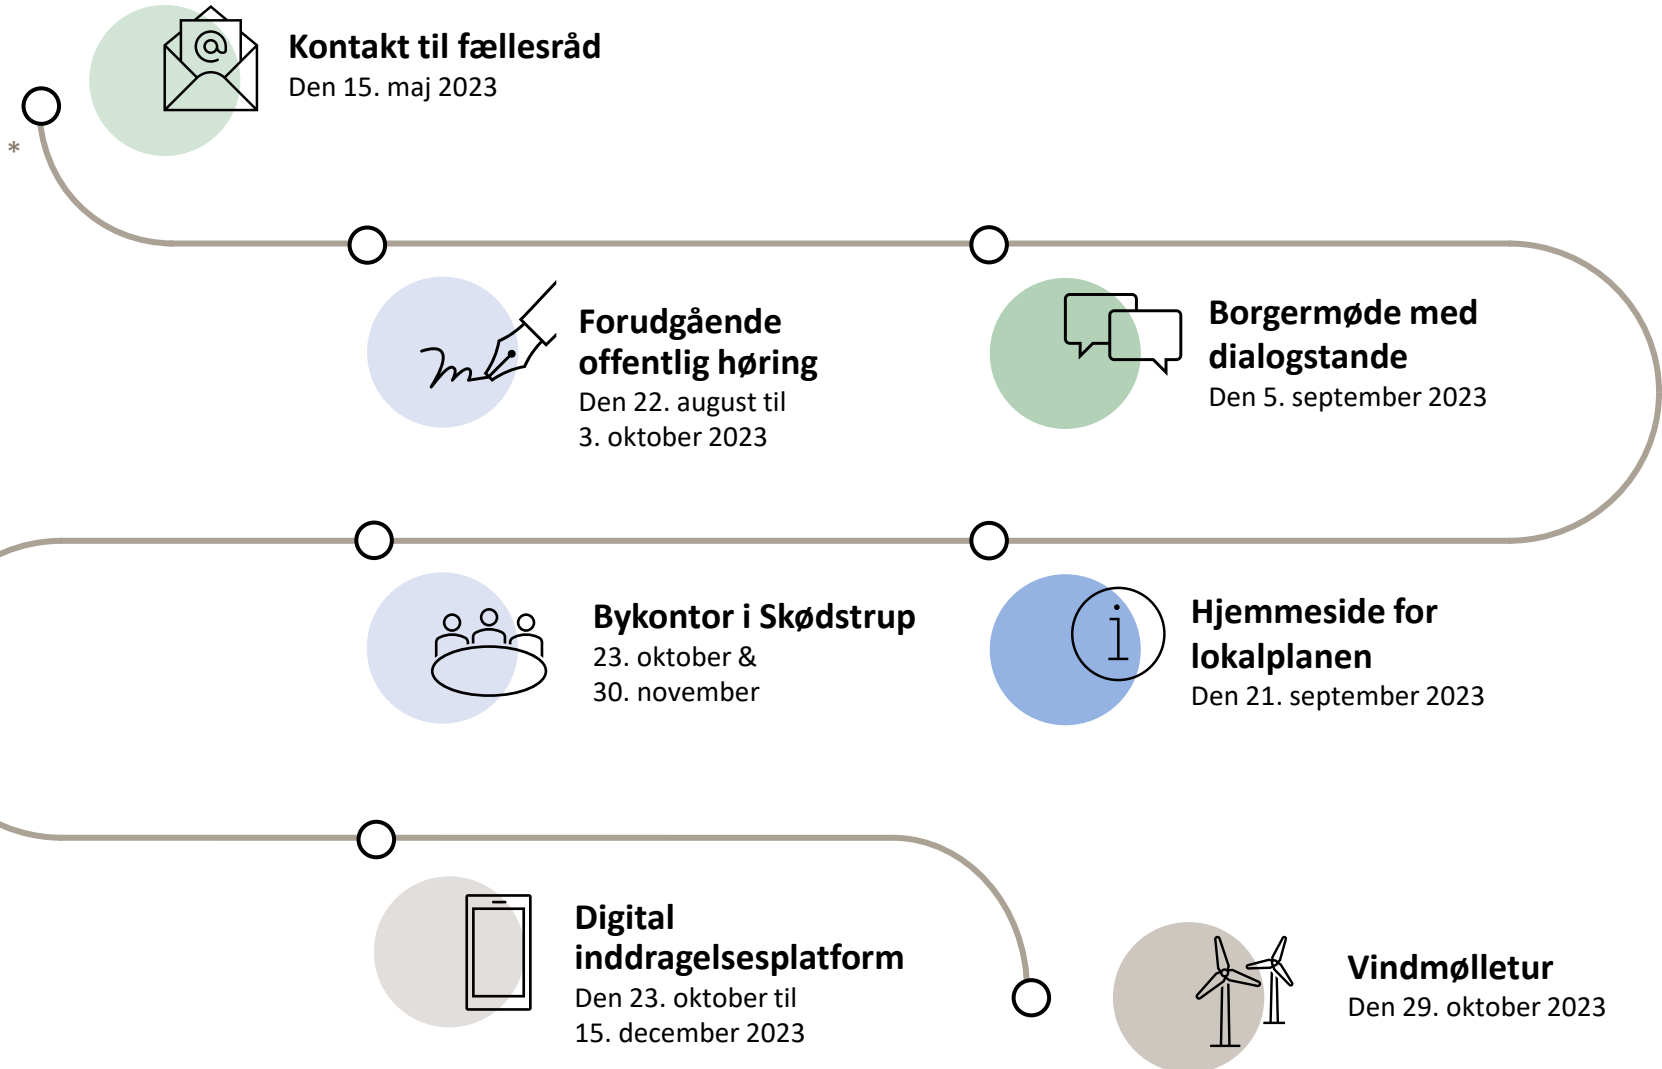 Kontakt til fællesråd
Den 15. maj 2023
*
Forudgående
offentlig høring
Den 22. august til
3. oktober 2023
Borgermøde med
dialogstande
Den 5. september 2023
Hjemmeside for
lokalplanen
Den 21. september 2023
Bykontor i Skødstrup
23. oktober &
30. november
Digital
inddragelsesplatform
Den 23. oktober til
15. december 2023
Vindmølletur
Den 29. oktober 2023